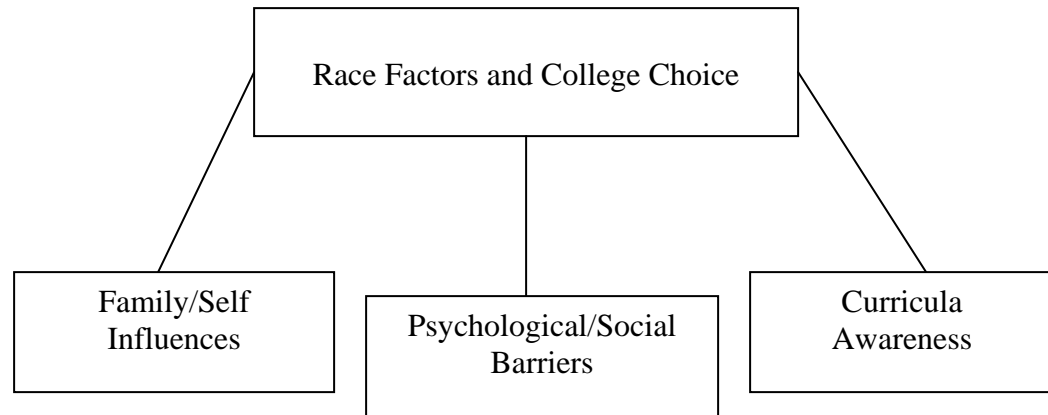 Race Factors and College Choice
Family/Self
Influences
Psychological/Social
Barriers
Curricula
Awareness